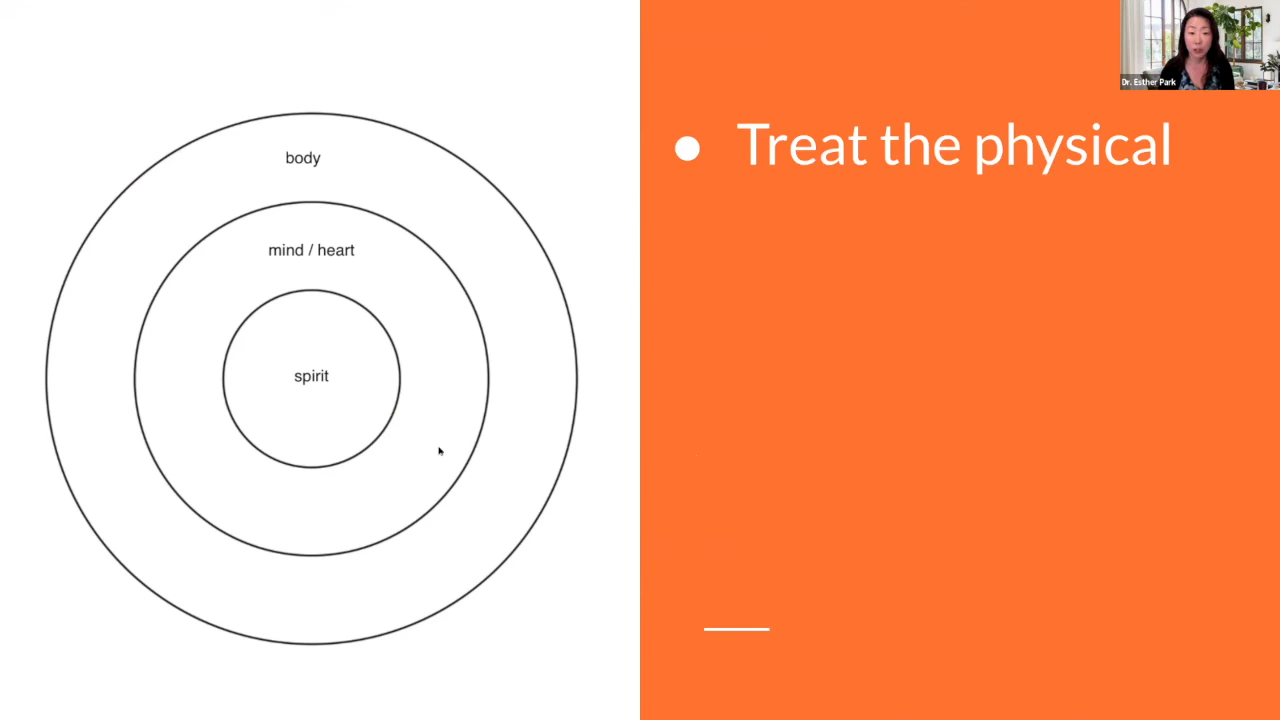 body
mind / heart
spirit
● Treat the physical
Dr. Esther Park